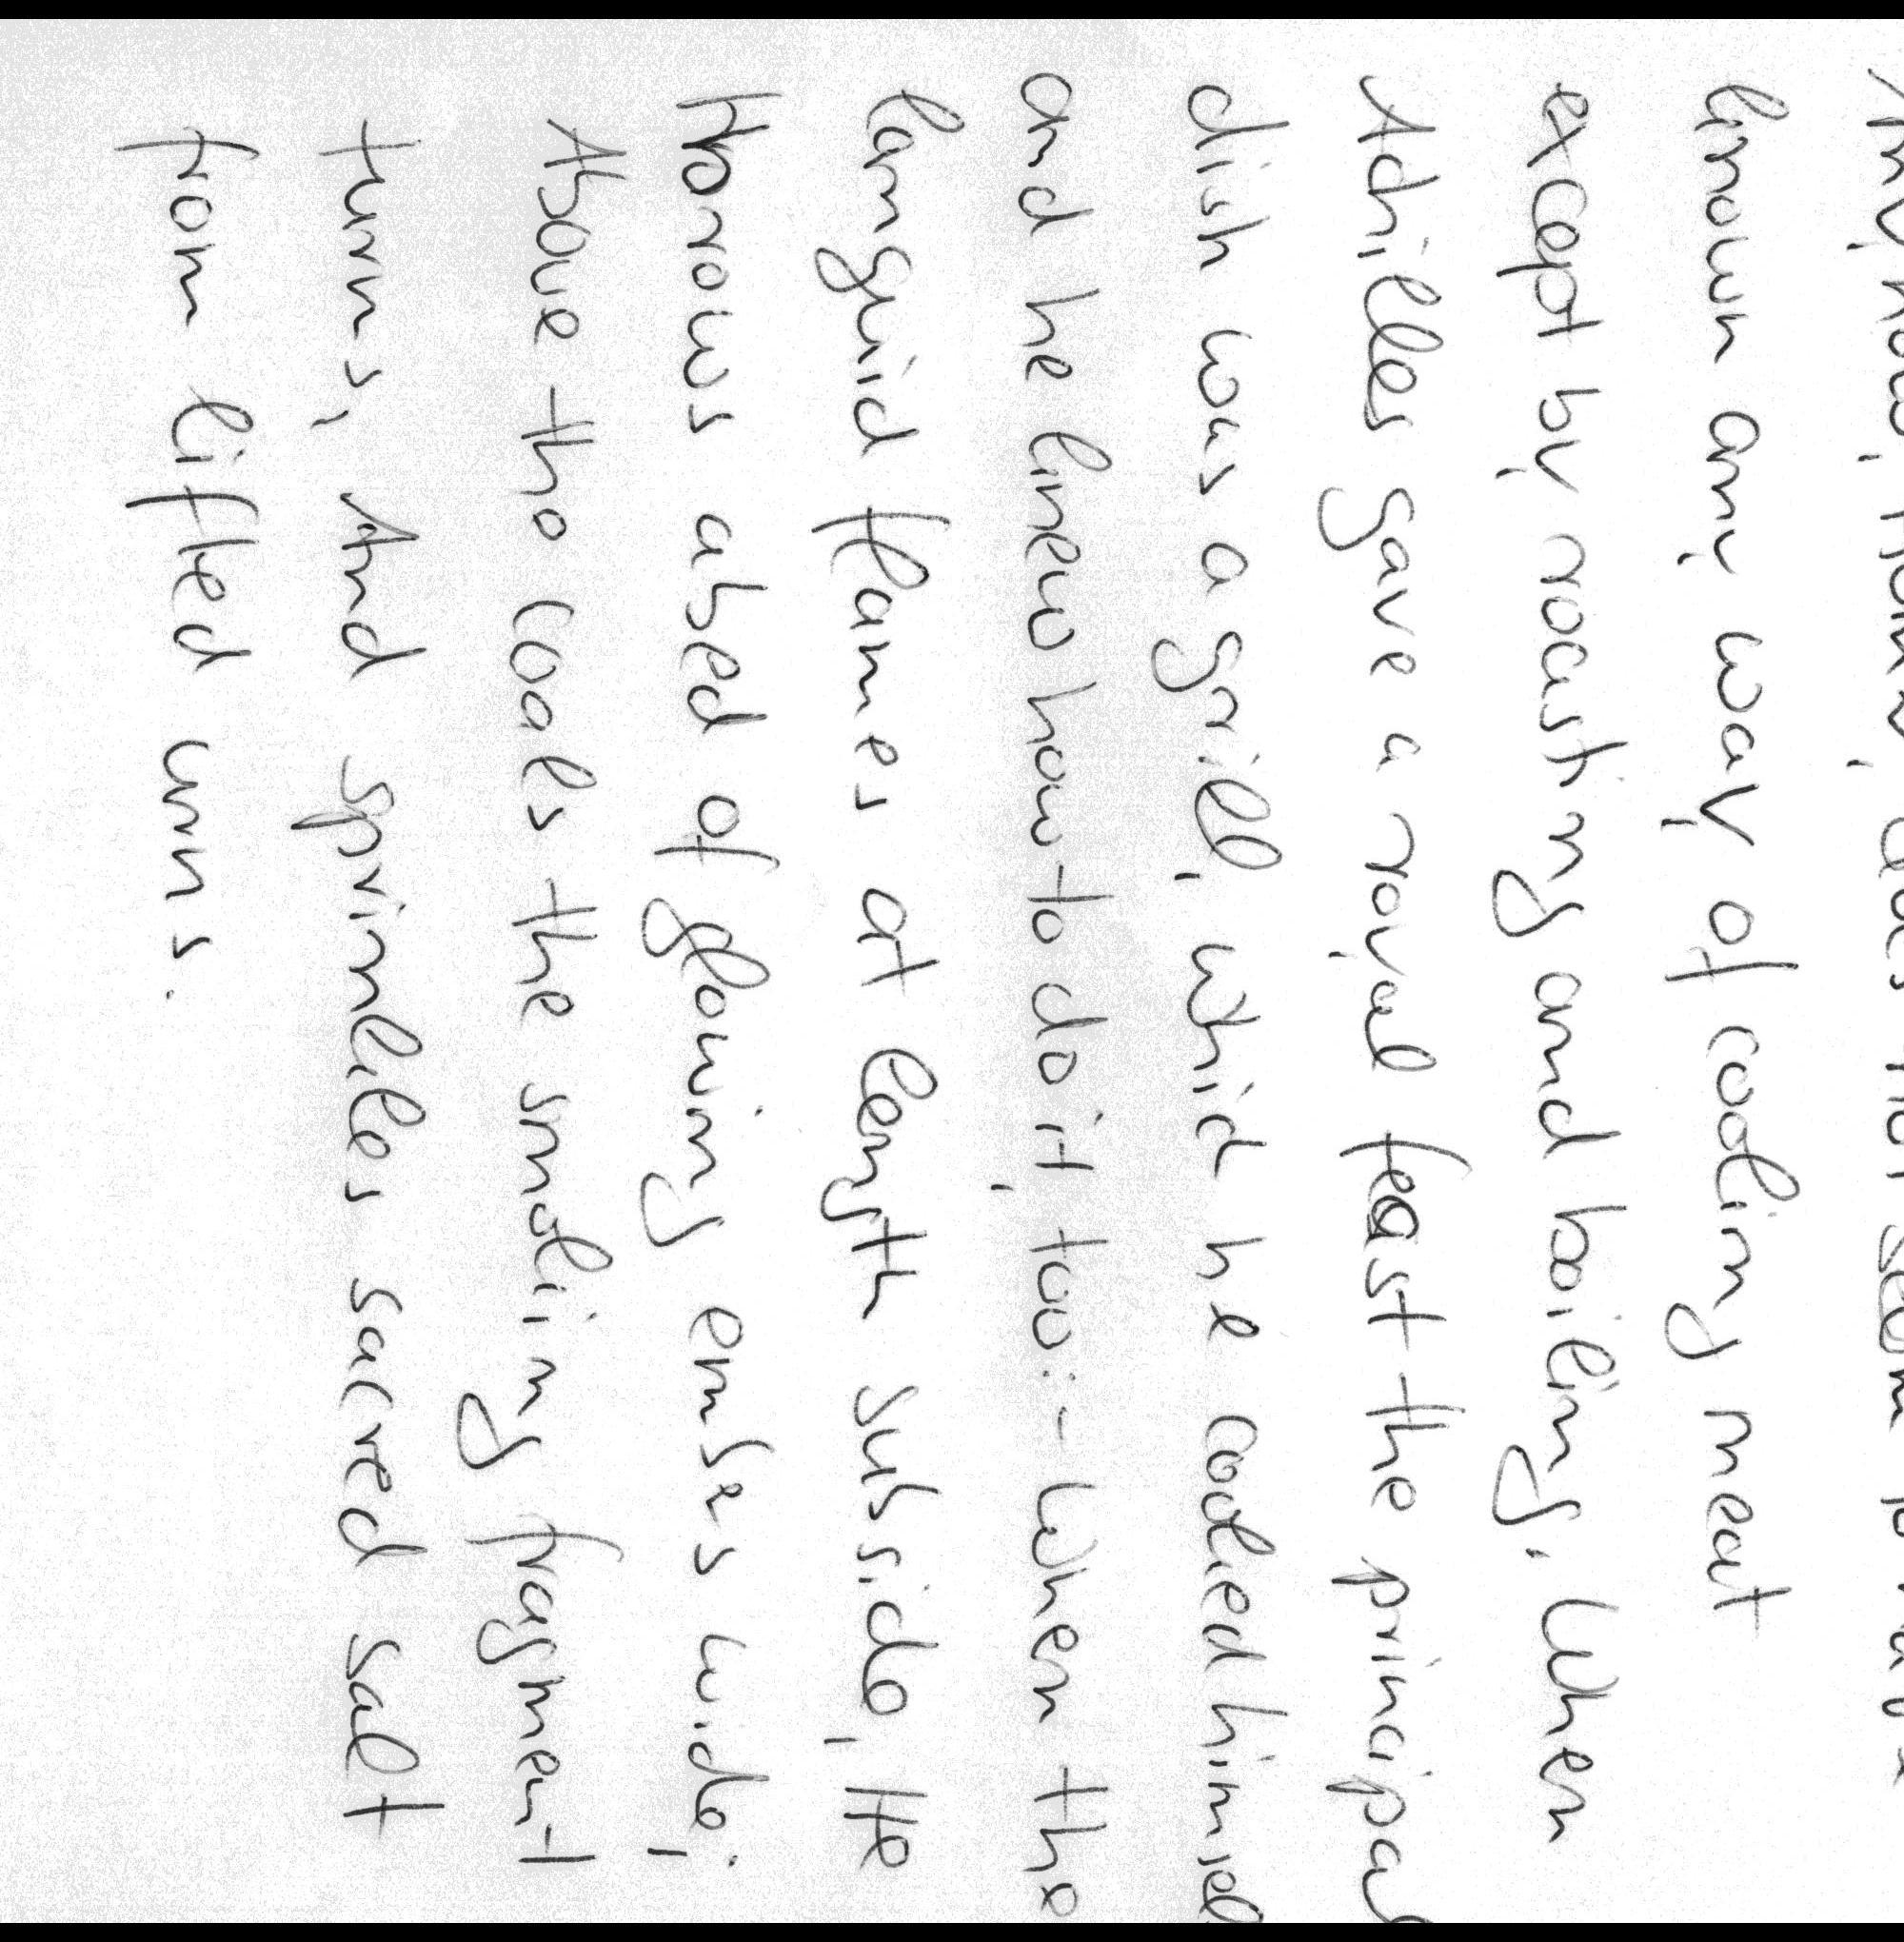 Anyhow, Homer, does not seem to have
known any way, of cooking meat
except by, roasting and boiling. When
Achilles gave a royal feast the principal
dish was a grill, which he cooked himsel
and he knew how to do it, too: - When the
languid flames at length subside, He
strows a bed of glowing embers wide,
Above the coals the smoking fragment
turns, And sprinkles sacred salt
from lifted urns.